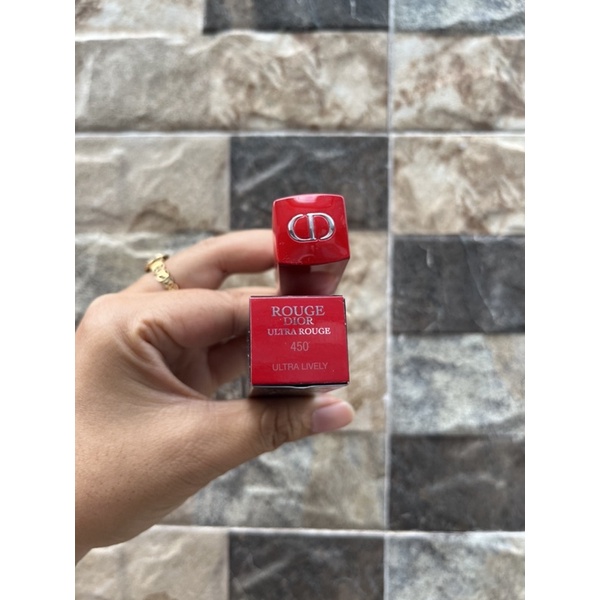 CD
ROUGE
DIOR
ULTRA ROUGE
450
ULTRA LIVELY